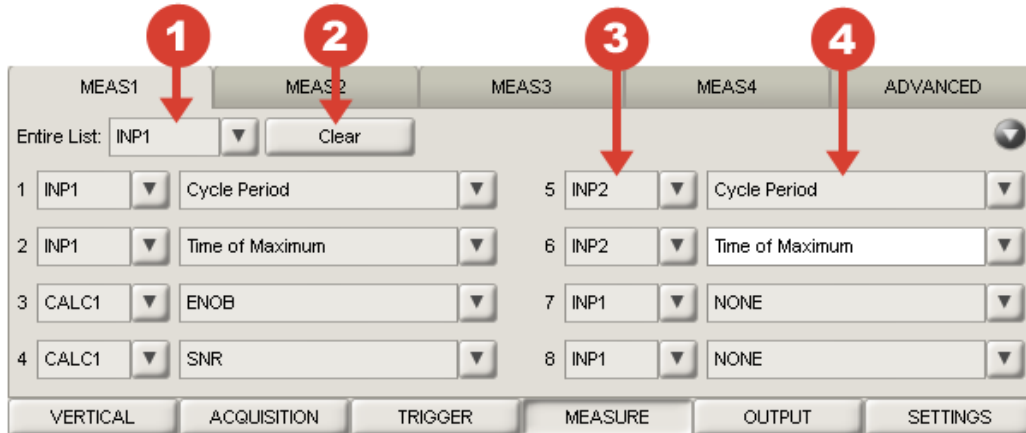 1 2 3 4
MEAS1 MEAS2 MEAS3 MEAS4 ADVANCED
Entire List: INP1 Clear
1 INP1 Cycle Period 5 INP2 Cycle Period
2 INP1 Time of Maximum 6 INP2 Time of Maximum
3 CALC1 ENOB 7 INP1 NONE
4 CALC1 SNR 8 INP1 NONE
VERTICAL ACQUISITION TRIGGER MEASURE OUTPUT SETTINGS